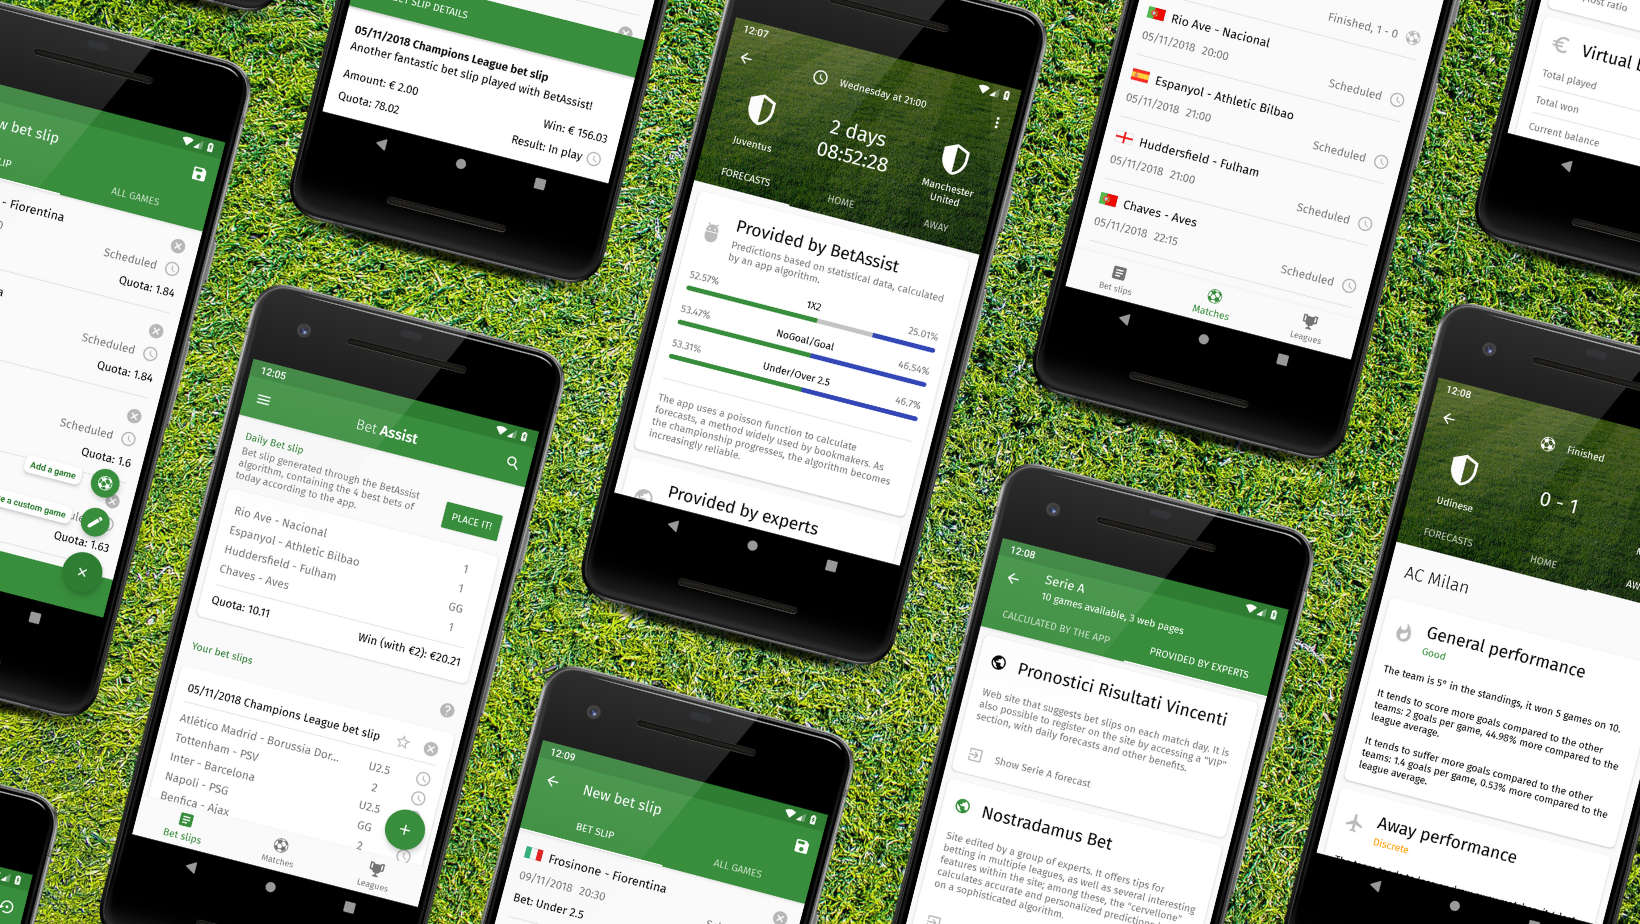 w bet slip
SLIP
ALL GAMES
- Fiorentina
Scheduled
Quota: 1.84
Scheduled
Quota: 1.84
Scheduled
Quota: 1.6
Add a game
e a custom game
Quota: 1.63
BET SLIP DETAILS
05/11/2018 Champions League bet slip
Another fantastic bet slip played with BetAssist!
Amount: € 2.00
Win: € 156.03
Quota: 78.02
Result: In play
12:05
Bet Assist
Daily Bet slip
Bet slip generated through the BetAssist
algorithm, containing the 4 best bets of
today according to the app.
PLACE IT!
Rio Ave - Nacional
1
Espanyol - Athletic Bilbao
1
Huddersfield - Fulham
GG
Chaves - Aves
1
Quota: 10.11
Win (with €2): €20.21
Your bet slips
05/11/2018 Champions League bet slip
Atlético Madrid - Borussia Dor...
U2.5
Tottenham - PSV
2
Inter - Barcelona
U2.5
Napoli - PSG
GG
Benfica - Ajax
2
Bet slips
Matches
Leagues
12:07
Wednesday at 21:00
Juventus
2 days
08:52:28
Manchester
United
FORECASTS
HOME
AWAY
Provided by BetAssist
Predictions based on statistical data, calculated
by an app algorithm.
52.57%
1X2
25.01%
53.47%
NoGoal/Goal
46.54%
53.31%
Under/Over 2.5
46.7%
The app uses a poisson function to calculate
forecasts, a method widely used by bookmakers. As
the championship progresses, the algorithm becomes
increasingly reliable.
Provided by experts
12:09
New bet slip
BET SLIP
ALL GAMES
Frosinone - Fiorentina
09/11/2018 20:30
Bet: Under 2.5
Finished, 1 - 0
Rio Ave - Nacional
05/11/2018 20:00
Scheduled
Espanyol - Athletic Bilbao
05/11/2018 21:00
Scheduled
Huddersfield - Fulham
05/11/2018 21:00
Scheduled
Chaves - Aves
05/11/2018 22:15
Scheduled
Bet slips
Matches
Leagues
12:08
Serie A
10 games available, 3 web pages
CALCULATED BY THE APP
PROVIDED BY EXPERTS
Pronostici Risultati Vincenti
Web site that suggests bet slips on each match day. It is
also possible to register on the site by accessing a "VIP"
section, with daily forecasts and other benefits.
Show Serie A forecast
Nostradamus Bet
Site edited by a group of experts. It offers tips for
betting in multiple leagues, as well as several interesting
features within the site; among these, the "cervellone"
calculates accurate and personalized predictions
on a sophisticated algorithm.
ratio
Virtual
Total played
Total won
Current balance
12:08
Finished
Udinese
0 - 1
FORECASTS
HOME
AW
AC Milan
General performance
Good
The team is 5° in the standings, it won 5 games on 10.
It tends to score more goals compared to the other
teams: 2 goals per game, 44.98% more compared to the
league average.
It tends to suffer more goals compared to the other
teams: 1.4 goals per game, 0.53% more compared to the
league average.
Away performance
Discrete